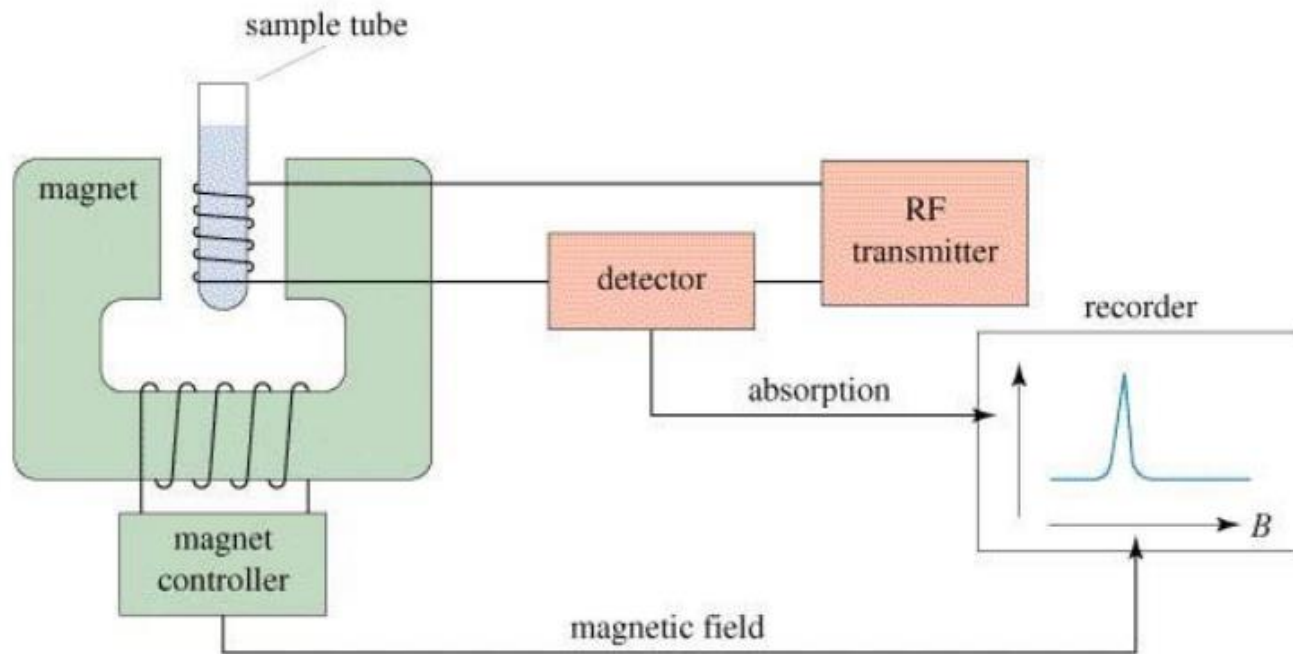 sample tube
magnet
RF
transmitter
detector
recorder
absorption
B
magnet
controller
magnetic field